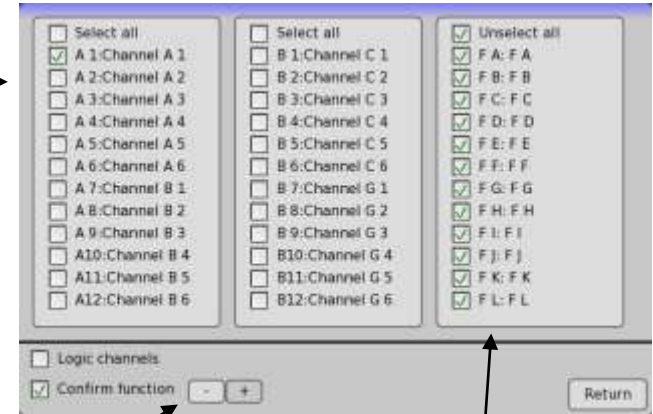 Select all
A 1:Channel A 1
A 2:Channel A 2
A 3:Channel A 3
A 4:Channel A 4
A 5:Channel A 5
A 6:Channel A 6
A 7:Channel B 1
A 8:Channel B 2
A 9:Channel B 3
A10:Channel B 4
A11:Channel B 5
A12:Channel B 6
Select all
B 1:Channel C 1
B 2:Channel C 2
B 3:Channel C 3
B 4:Channel C 4
B 5:Channel C 5
B 6:Channel C 6
B 7:Channel G 1
B 8:Channel G 2
B 9:Channel G 3
B10:Channel G 4
B11:Channel G 5
B12:Channel G 6
Unselect all
F A: F A
F B: F B
F C: F C
F D: F D
F E: F E
F F: F F
F G: F G
F H: F H
F I: F I
F J: F J
F K: F K
F L: F L
Logic channels
Confirm function - +
Return